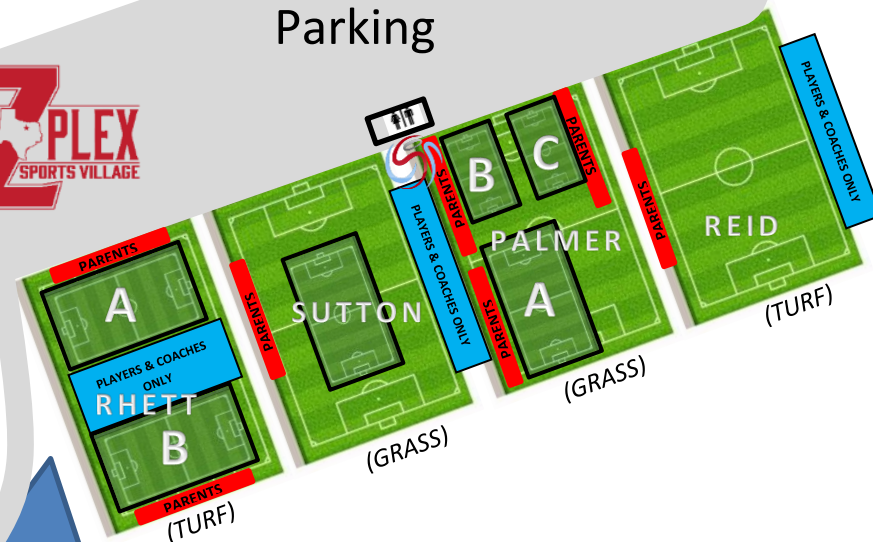 Parking
Z
PLEX
SPORTS VILLAGE
PARENTS
A
PLAYERS & COACHES
ONLY
RHETT
B
PARENTS
(TURF)
PARENTS
SUTTON
PLAYERS & COACHES ONLY
(GRASS)
PARENTS
B
C
PARENTS
PALMER
PARENTS
A
(GRASS)
PARENTS
REID
PLAYERS & COACHES ONLY
(TURF)